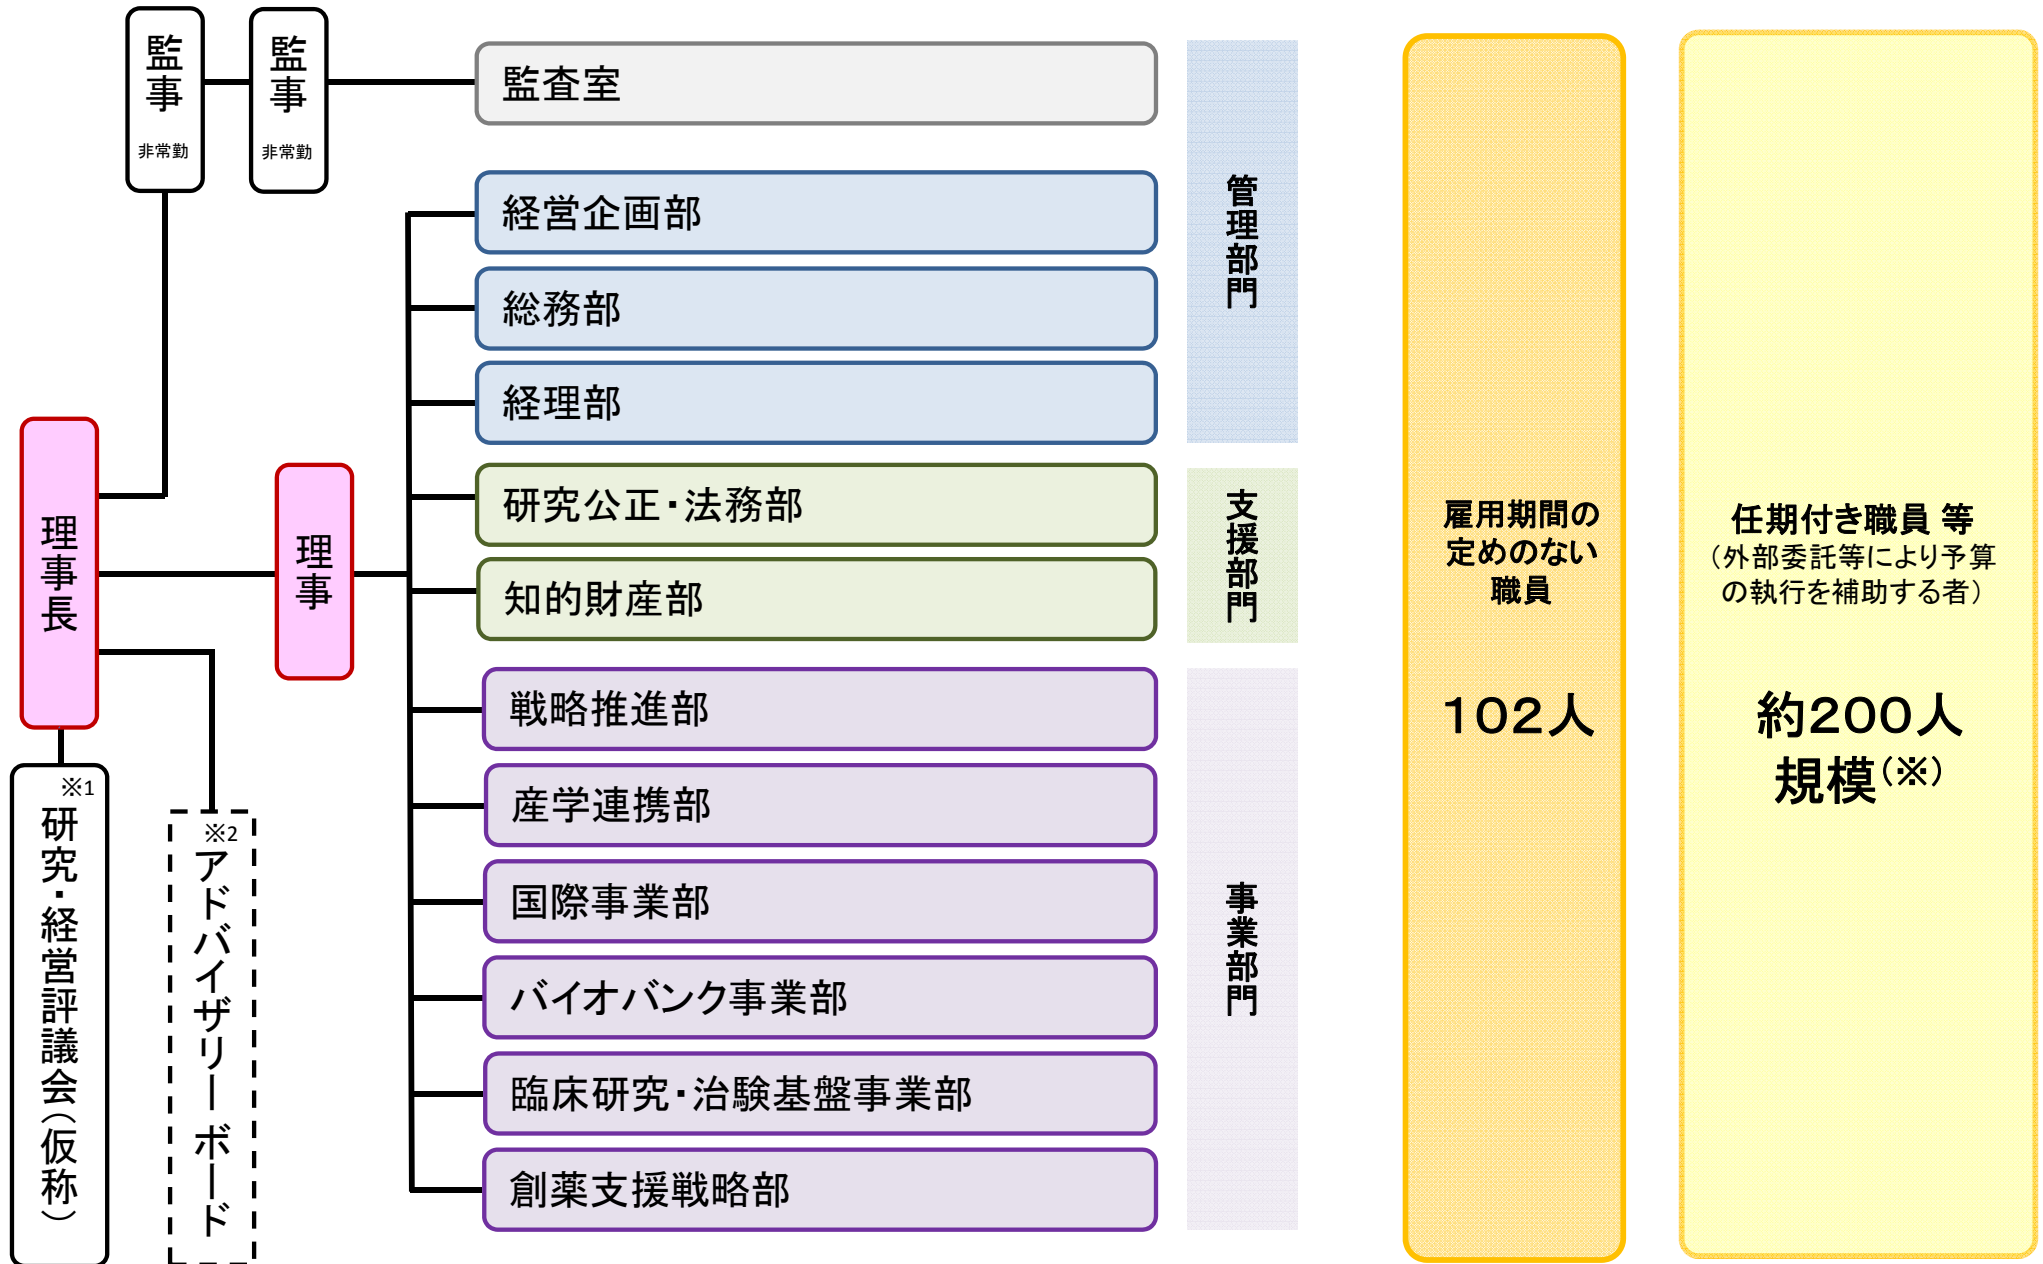 監事
非常勤
監事
非常勤
監査室
経営企画部
総務部
経理部
研究公正・法務部
知的財産部
戦略推進部
産学連携部
国際事業部
バイオバンク事業部
臨床研究・治験基盤事業部
創薬支援戦略部
理事長
理事
※1
研究・経営評議会（仮称）
※2
アドバイザリー ボード
管理部門
支援部門
事業部門
雇用期間の
定めのない
職員
102人
任期付き職員 等
（外部委託等により予算
の執行を補助する者）
約200人
規模（※）